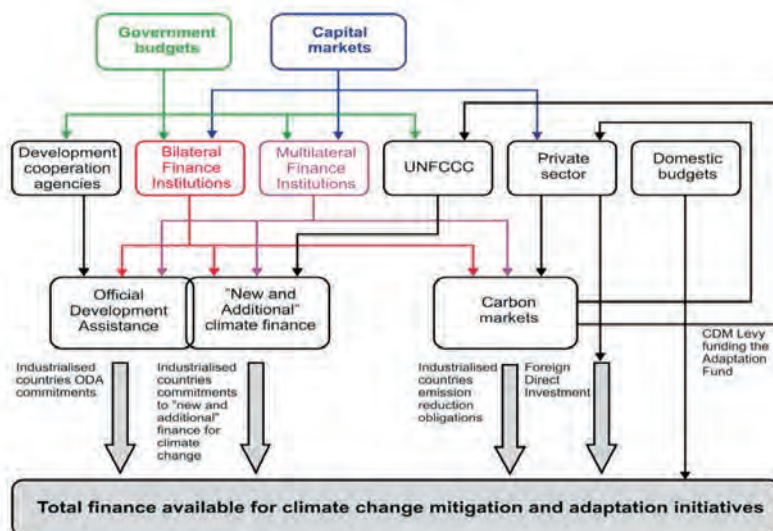 Government
budgets
Capital
markets
Development
cooperation
agencies
Bilateral
Finance
Institutions
Multilateral
Finance
Institutions
UNFCCC
Private
sector
Domestic
budgets
Official
Development
Assistance
"New and
Additional"
climate finance
Carbon
markets
CDM Levy
funding the
Adaptation
Fund
Industrialised
countries ODA
commitments
Industrialised
countries
commitments
to "new and
additional"
finance for
climate
change
Industrialised
countries
emission
reduction
obligations
Foreign
Direct
Investment
Total finance available for climate change mitigation and adaptation initiatives